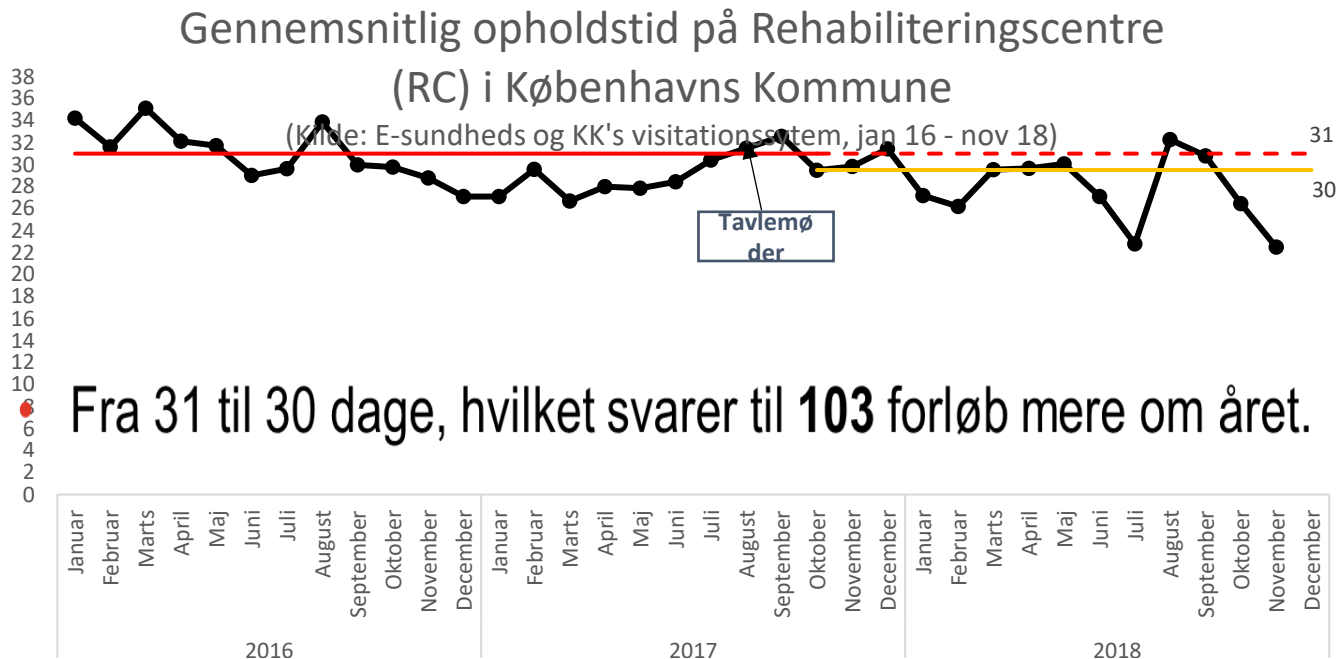 Gennemsnitlig opholdstid på Rehabiliteringscentre
(RC) i Københavns Kommune
(Kilde: E-sundheds og KK's visitationssytem, jan 16 - nov 18)
38
36
34
32
30
28
26
24
22
20
18
16
14
12
10
8
6
4
2
0
31
30
Tavlemø
der
Fra 31 til 30 dage, hvilket svarer til 103 forløb mere om året.
Januar
Februar
Marts
April
Maj
Juni
Juli
August
September
Oktober
November
December
Januar
Februar
Marts
April
Maj
Juni
Juli
August
September
Oktober
November
December
Januar
Februar
Marts
April
Maj
Juni
Juli
August
September
Oktober
November
December
2016
2017
2018